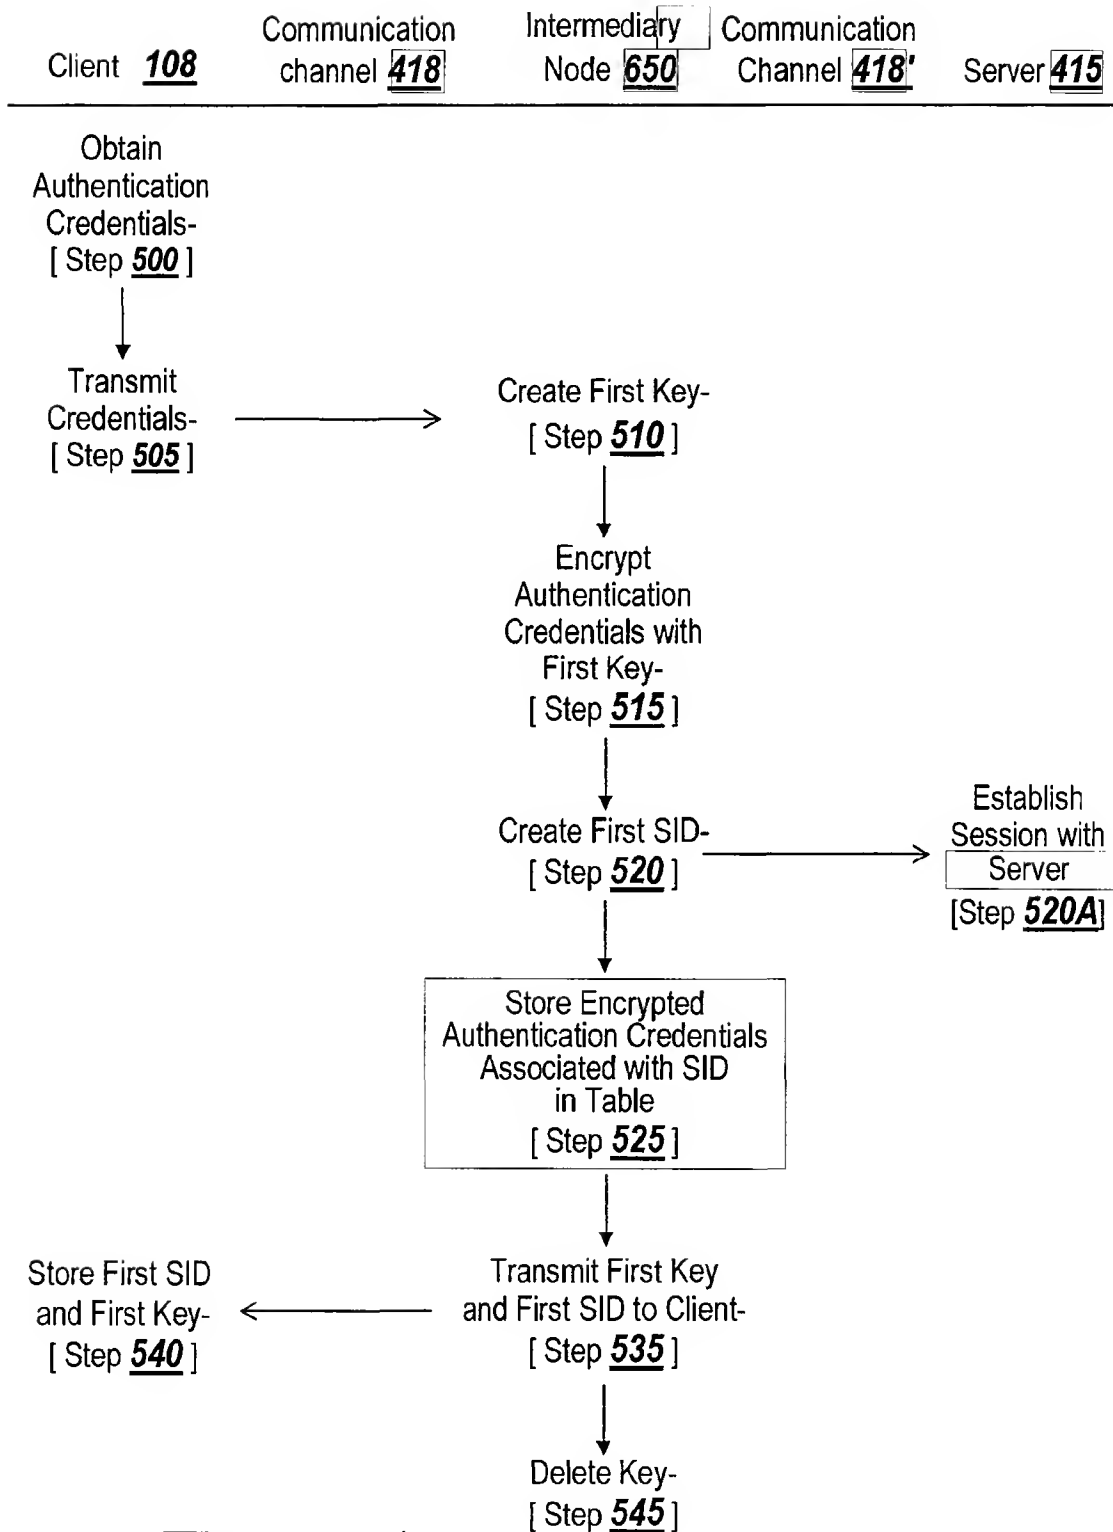 Client 108
Communication
channel 418
Intermediary
Node 650
Communication
Channel 418'
Server 415
Obtain
Authentication
Credentials-
[ Step 500 ]
Transmit
Credentials-
[ Step 505 ]
Create First Key-
[ Step 510 ]
Encrypt
Authentication
Credentials with
First Key-
[ Step 515 ]
Create First SID-
[ Step 520 ]
Establish
Session with
Server
[Step 520A]
Store Encrypted
Authentication Credentials
Associated with SID
in Table
[ Step 525 ]
Transmit First Key
and First SID to Client-
[ Step 535 ]
Store First SID
and First Key-
[ Step 540 ]
Delete Key-
[ Step 545 ]